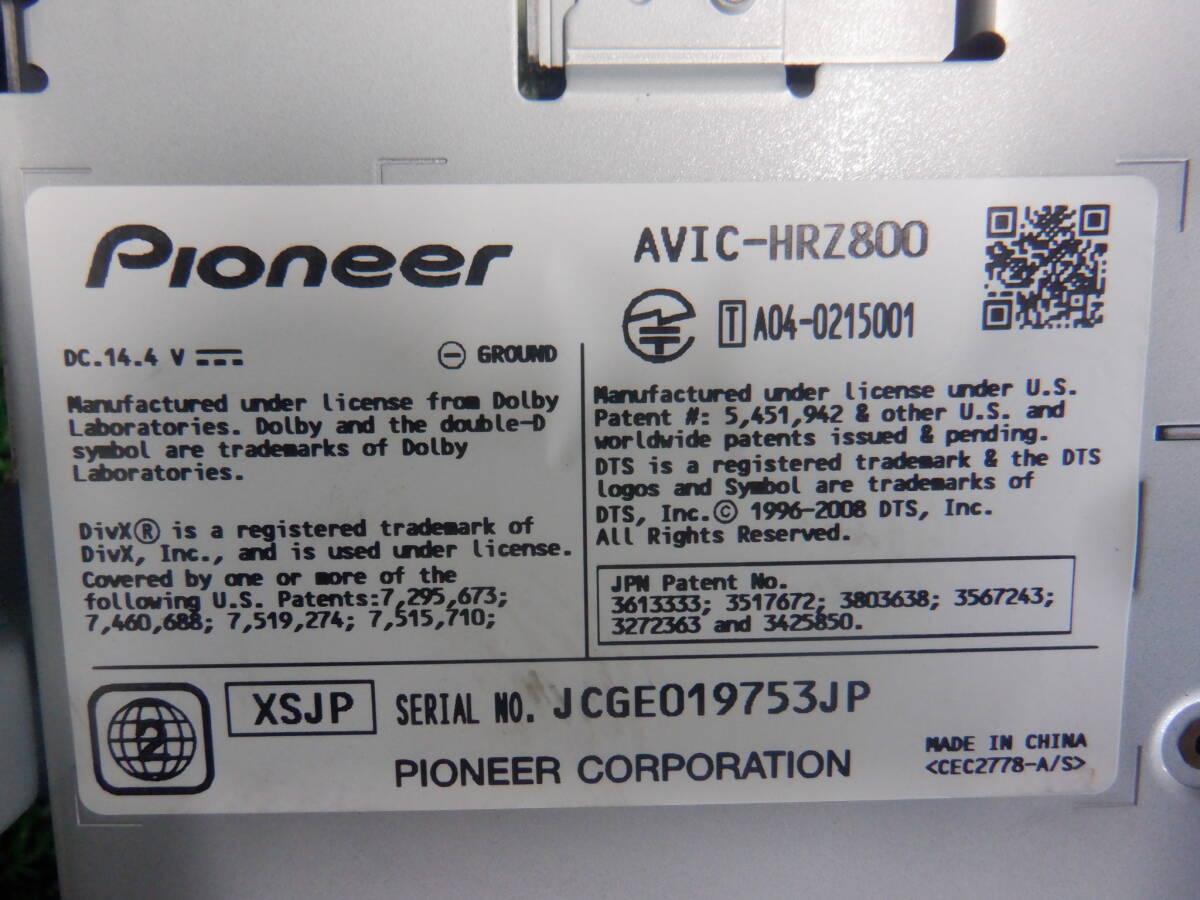 Pioneer
AVIC-HRZ800
T A04-0215001
DC.14.4 V
GROUND
Manufactured under license from Dolby
Laboratories. Dolby and the double-D
symbol are trademarks of Dolby
Laboratories.
DivX® is a registered trademark of
DivX, Inc., and is used under license.
Covered by one or more of the
following U.S. Patents:7,295,673;
7,460,688; 7,519,274; 7,515,710;
Manufactured under license under U.S.
Patent #: 5,451,942 & other U.S. and
worldwide patents issued & pending.
DTS is a registered trademark & the DTS
logos and Symbol are trademarks of
DTS, Inc.© 1996-2008 DTS, Inc.
All Rights Reserved.
JPN Patent No.
3613333; 3517672; 3803638; 3567243;
3272363 and 3425850.
2
XSJP
SERIAL NO. JCGE019753JP
PIONEER CORPORATION
MADE IN CHINA
<CEC2778-A/S>